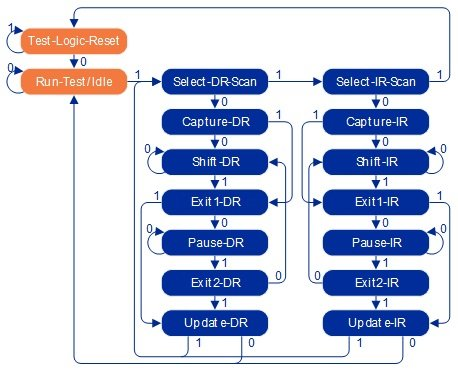 1
Test-Logic-Reset
0
0
Run-Test/Idle
1
Select-DR-Scan
1
Select-IR-Scan
1
0
0
Capture-DR
1
1
Capture-IR
0
0
0
Shift-DR
Shift-IR
0
1
1
Exit1-DR
Exit1-IR
1
1
0
0
0
Pause-DR
Pause-IR
0
1
1
Exit2-DR
0
0
Exit2-IR
1
1
Update-DR
Update-IR
1
0
1
0